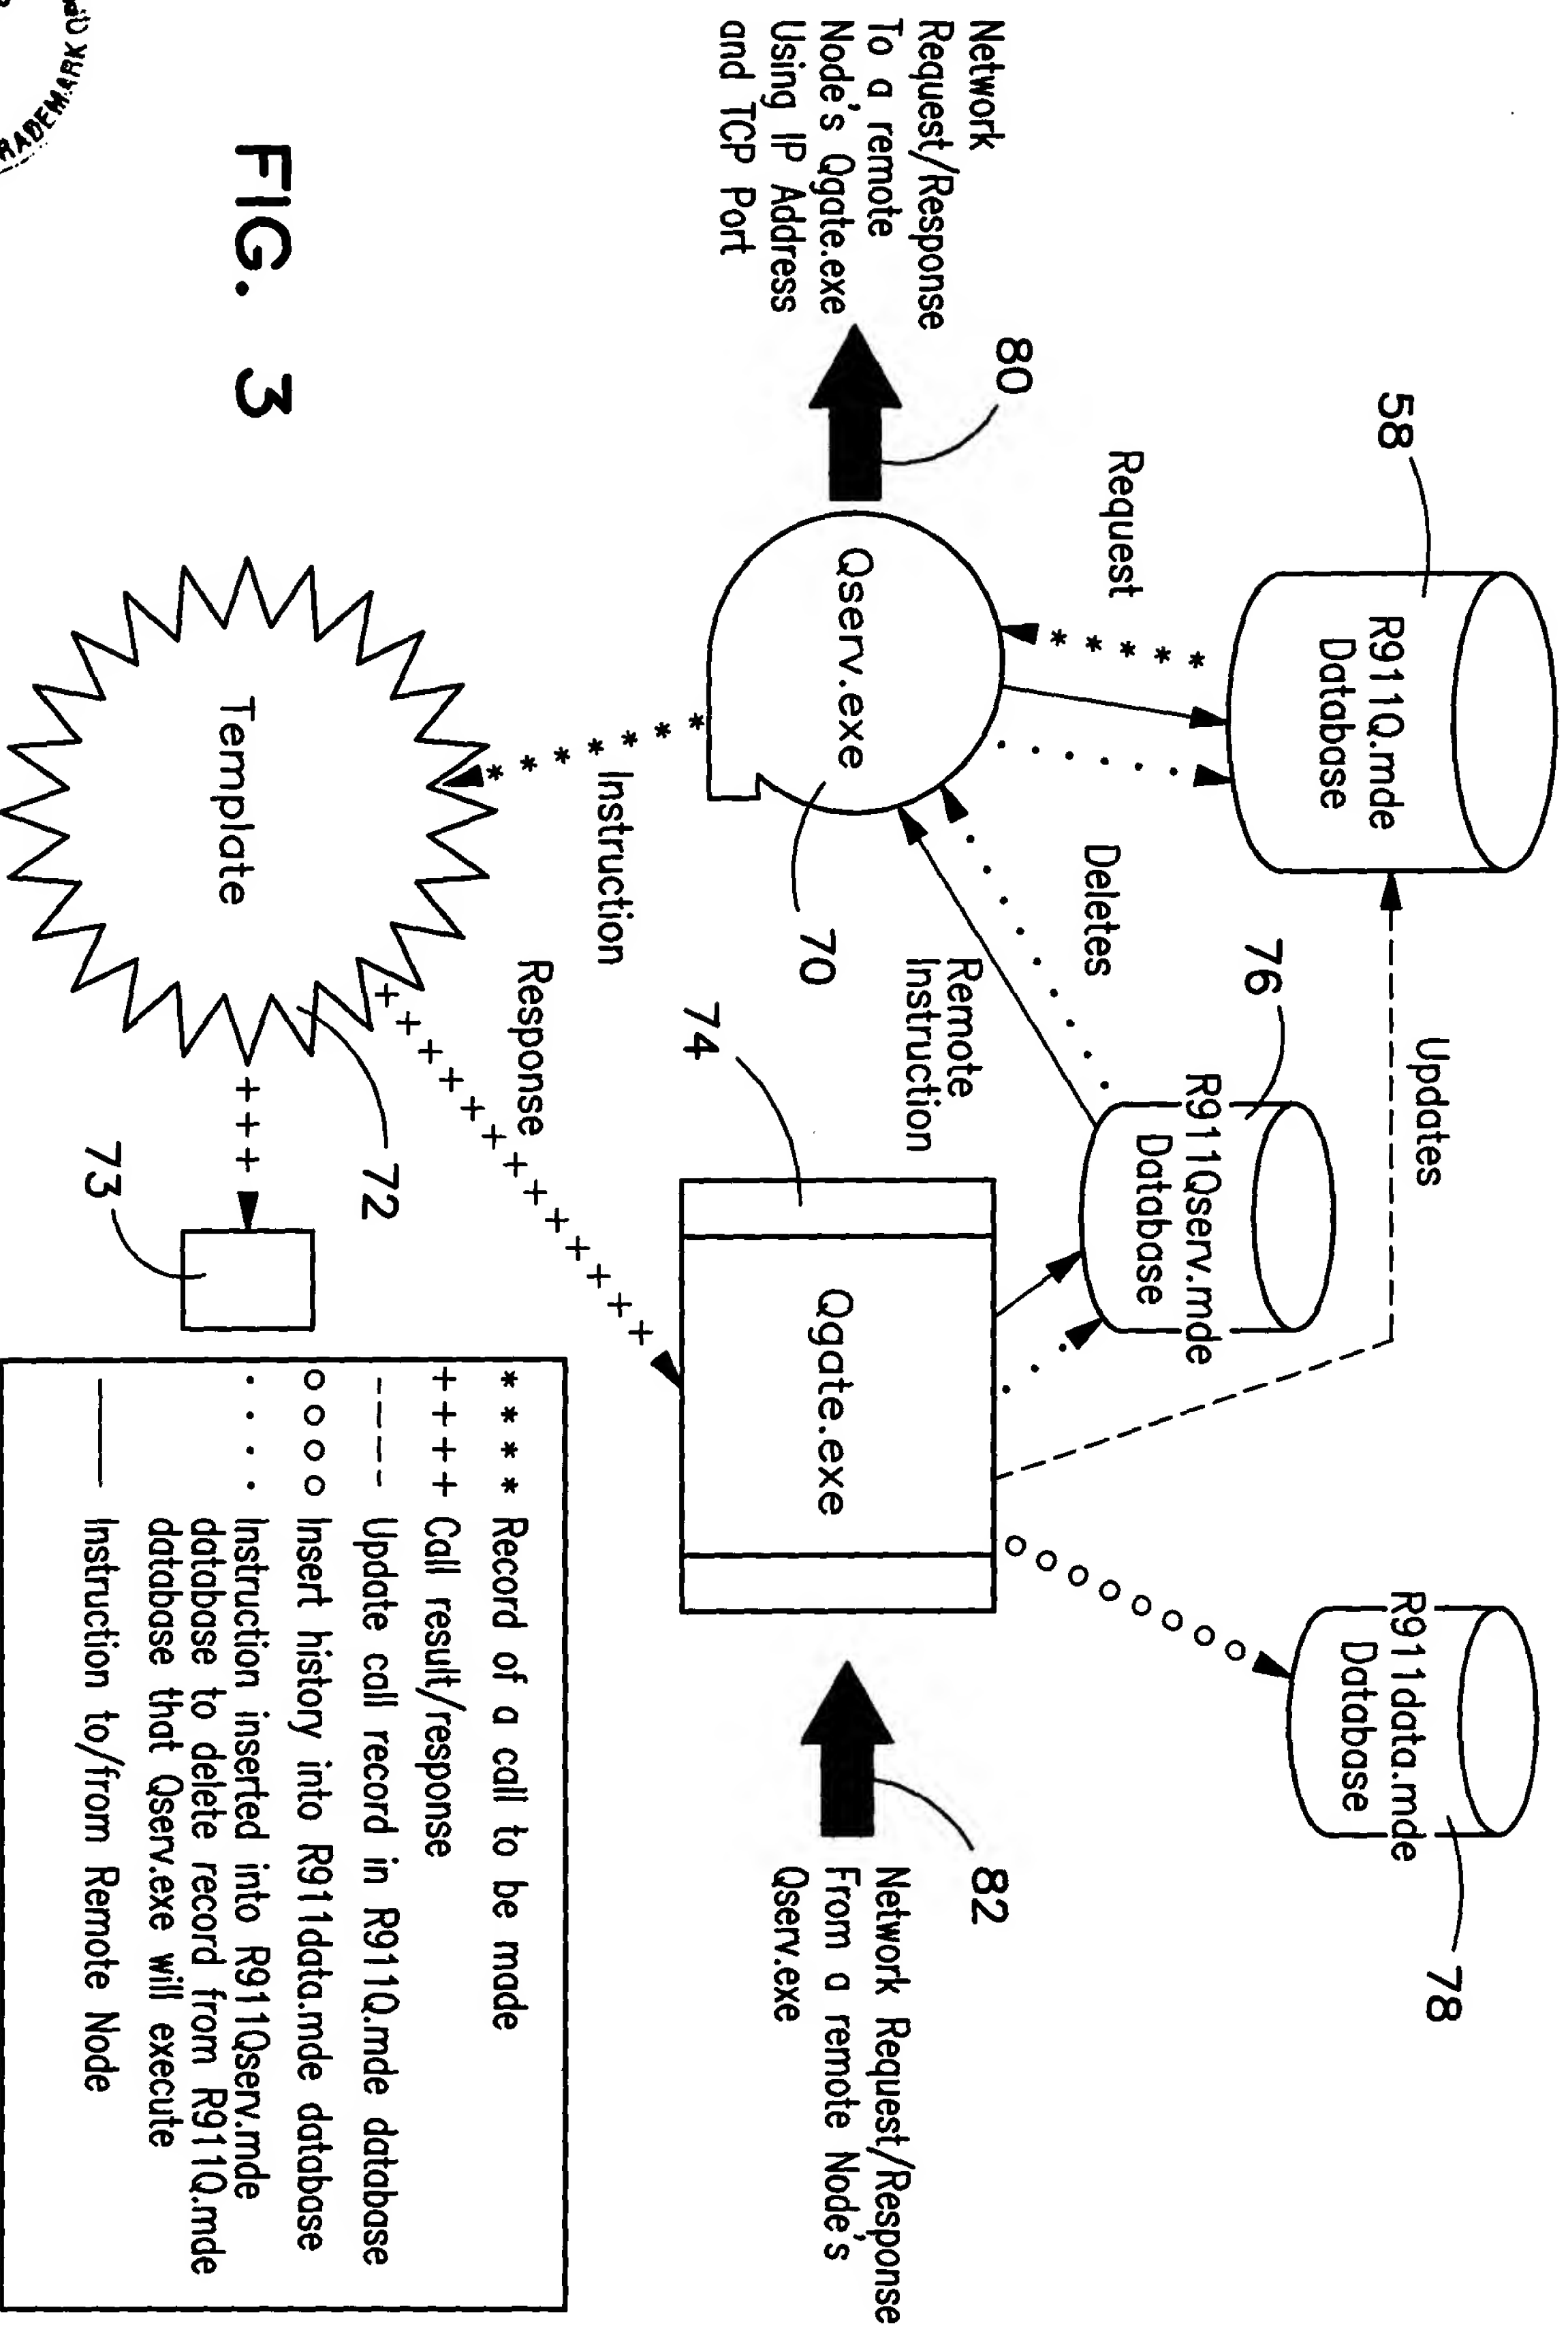 58
R911Q.mde
Database
Updates
76
R911Qserv.mde
Database
R911data.mde
Database
78
Request
Deletes
80
Network
Request/Response
To a remote
Node's Qgate.exe
Using IP Address
and TCP Port
Qserv.exe
70
Remote
Instruction
74
Qgate.exe
82
Network Request/Response
From a remote Node's
Qserv.exe
Instruction
Response
Template
72
73
* * * * Record of a call to be made
++++ Call result/response
---- Update call record in R911Q.mde database
o o o o Insert history into R911data.mde database
. . . . Instruction inserted into R911Qserv.mde
database to delete record from R911Q.mde
database that Qserv.exe will execute
—— Instruction to/from Remote Node
FIG. 3